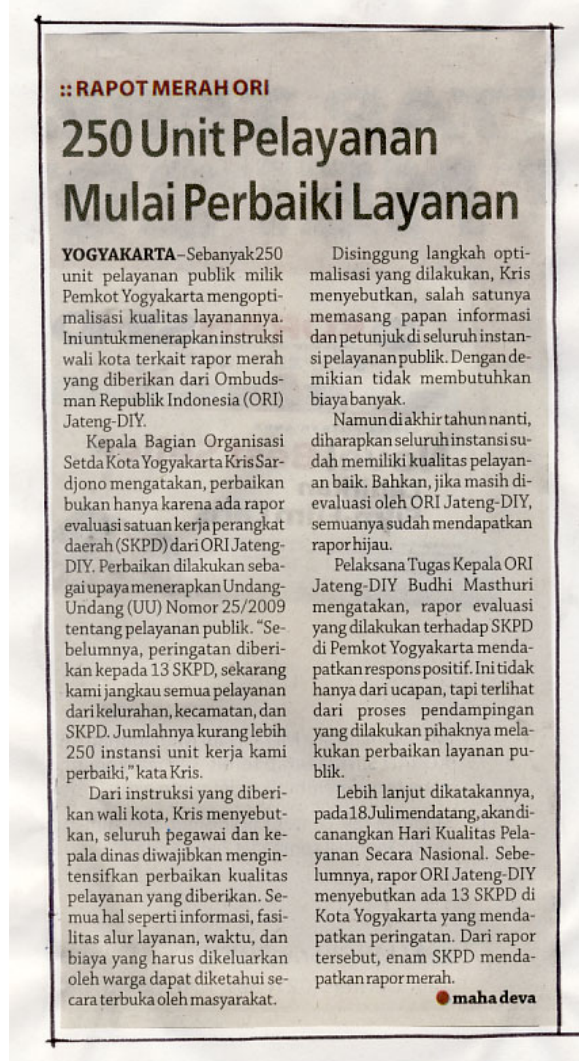 :: RAPOT MERAH ORI
250 Unit Pelayanan
Mulai Perbaiki Layanan
YOGYAKARTA–Sebanyak 250
unit pelayanan publik milik
Pemkot Yogyakarta mengopti-
malisasi kualitas layanannya.
Ini untuk menerapkan instruksi
wali kota terkait rapor merah
yang diberikan dari Ombuds-
man Republik Indonesia (ORI)
Jateng-DIY.
Kepala Bagian Organisasi
Setda Kota Yogyakarta Kris Sar-
djono mengatakan, perbaikan
bukan hanya karena ada rapor
evaluasi satuan kerja perangkat
daerah (SKPD) dari ORI Jateng-
DIY. Perbaikan dilakukan seba-
gai upaya menerapkan Undang-
Undang (UU) Nomor 25/2009
tentang pelayanan publik. “Se-
belumnya, peringatan diberi-
kan kepada 13 SKPD, sekarang
kami jangkau semua pelayanan
dari kelurahan, kecamatan, dan
SKPD. Jumlahnya kurang lebih
250 instansi unit kerja kami
perbaiki,” kata Kris.
Dari instruksi yang diberi-
kan wali kota, Kris menyebut-
kan, seluruh pegawai dan ke-
pala dinas diwajibkan mengin-
tensifkan perbaikan kualitas
pelayanan yang diberikan. Se-
mua hal seperti informasi, fasi-
litas alur layanan, waktu, dan
biaya yang harus dikeluarkan
oleh warga dapat diketahui se-
cara terbuka oleh masyarakat.
Disinggung langkah opti-
malisasi yang dilakukan, Kris
menyebutkan, salah satunya
memasang papan informasi
dan petunjuk di seluruh instan-
si pelayanan publik. Dengan de-
mikian tidak membutuhkan
biaya banyak.
Namun di akhir tahun nanti,
diharapkan seluruh instansi su-
dah memiliki kualitas pelayan-
an baik. Bahkan, jika masih di-
evaluasi oleh ORI Jateng-DIY,
semuanya sudah mendapatkan
rapor hijau.
Pelaksana Tugas Kepala ORI
Jateng-DIY Budhi Masthuri
mengatakan, rapor evaluasi
yang dilakukan terhadap SKPD
di Pemkot Yogyakarta menda-
patkan respons positif. Ini tidak
hanya dari ucapan, tapi terlihat
dari proses pendampingan
yang dilakukan pihaknya mela-
kukan perbaikan layanan pu-
blik.
Lebih lanjut dikatakannya,
pada 18 Juli mendatang, akan di-
canangkan Hari Kualitas Pela-
yanan Secara Nasional. Sebe-
lumnya, rapor ORI Jateng-DIY
menyebutkan ada 13 SKPD di
Kota Yogyakarta yang menda-
patkan peringatan. Dari rapor
tersebut, enam SKPD menda-
patkan rapor merah.
● maha deva